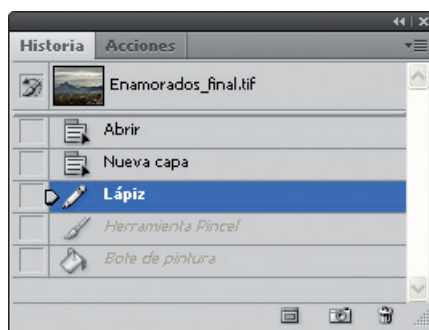 Historia Acciones
Enamorados_final.tif
Abrir
Nueva capa
Lápiz
Herramienta Pincel
Bote de pintura